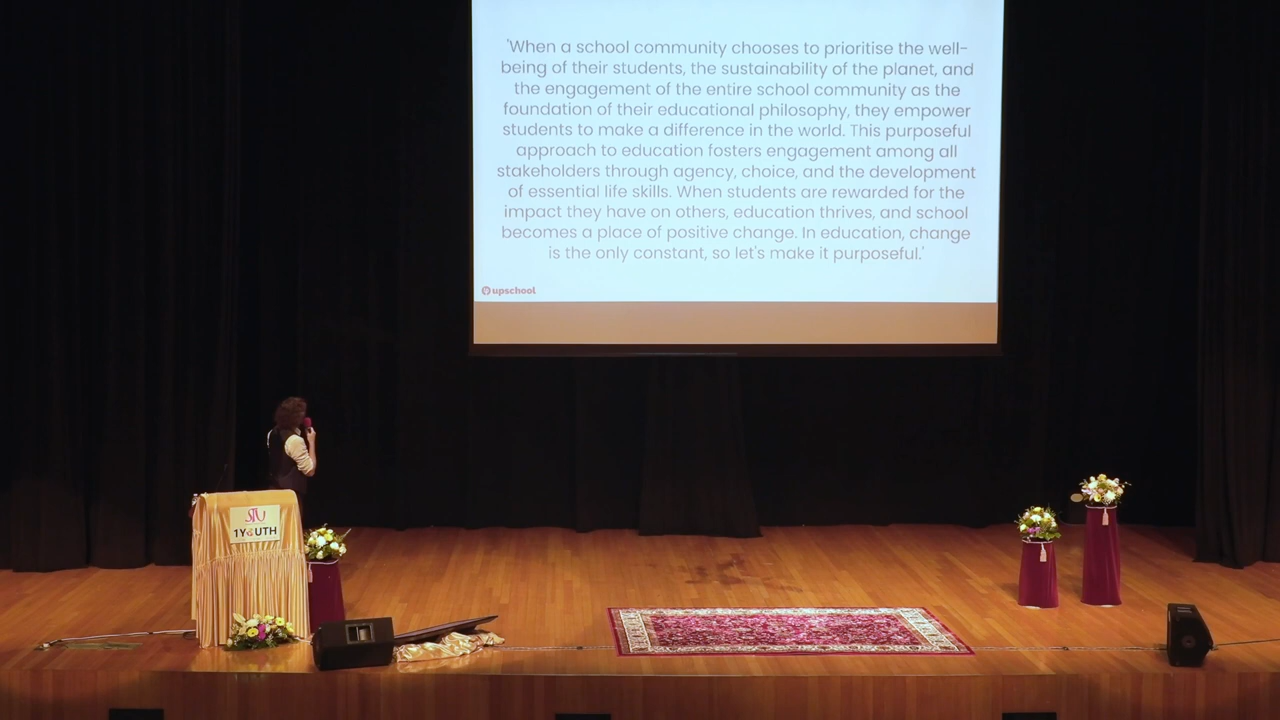 'When a school community chooses to prioritise the well-
being of their students, the sustainability of the planet, and
the engagement of the entire school community as the
foundation of their educational philosophy, they empower
students to make a difference in the world. This purposeful
approach to education fosters engagement among all
stakeholders through agency, choice, and the development
of essential life skills. When students are rewarded for the
impact they have on others, education thrives, and school
becomes a place of positive change. In education, change
is the only constant, so let's make it purposeful.'
upschool
1YOUTH